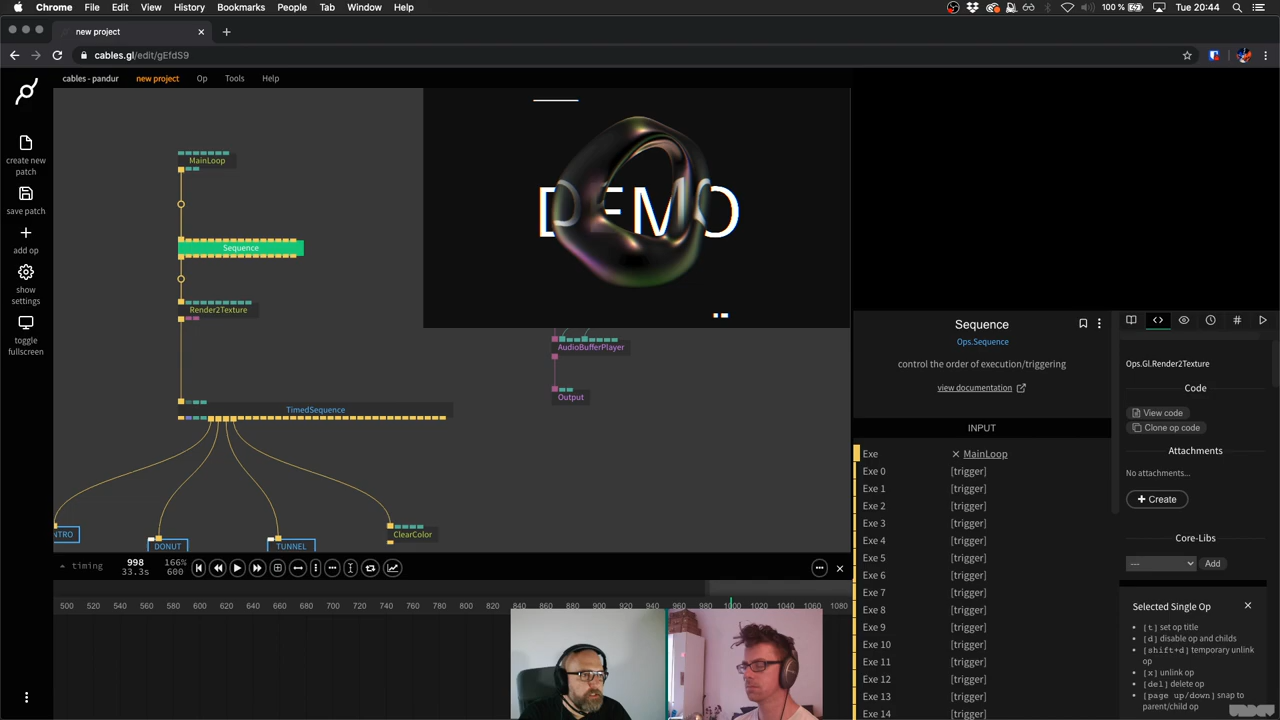 Chrome File Edit View History Bookmarks People Tab Window Help 100 % Tue 20:44
new project
cables.gl/edit/gEfdS9
cables - pandur new project Op Tools Help
create new
patch
save patch
add op
show
settings
toggle
fullscreen
MainLoop
Sequence
Render2Texture
TimedSequence
NTRO
DONUT
TUNNEL
ClearColor
DEMO
AudioBufferPlayer
Output
Sequence
Ops.Sequence
control the order of execution/triggering
view documentation
INPUT
Exe MainLoop
Exe 0 [trigger]
Exe 1 [trigger]
Exe 2 [trigger]
Exe 3 [trigger]
Exe 4 [trigger]
Exe 5 [trigger]
Exe 6 [trigger]
Exe 7 [trigger]
Exe 8 [trigger]
Exe 9 [trigger]
Exe 10 [trigger]
Exe 11 [trigger]
Exe 12 [trigger]
Exe 13 [trigger]
Exe 14 [trigger]
Ops.Gl.Render2Texture
Code
View code
Clone op code
Attachments
No attachments...
+ Create
Core-Libs
--- Add
Selected Single Op
[t] set op title
[d] disable op and childs
[shift+d] temporary unlink
op
[x] unlink op
[del] delete op
[page up/down] snap to
parent/child op
timing 998 166%
33.3s 600
500 520 540 560 580 600 620 640 660 680 700 720 740 760 780 800 820 840 860 880 900 920 940 960 980 1000 1020 1040 1060 1080